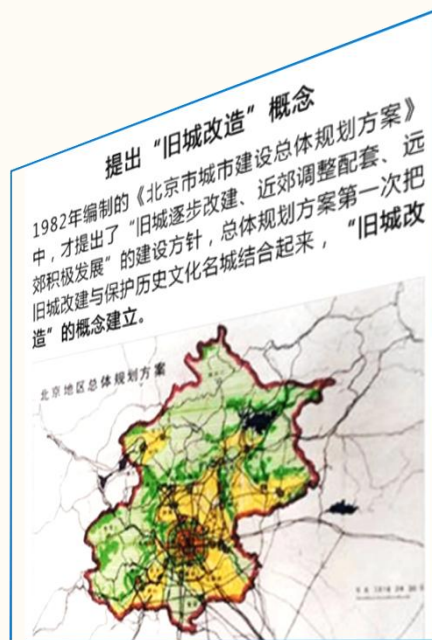 提出“旧城改造”概念
1982年编制的《北京市城市建设总体规划方案》
中，才提出了“旧城逐步改建、近郊调整配套、远
郊积极发展”的建设方针，总体规划方案第一次把
旧城改建与保护历史文化名城结合起来，“旧城改
造”的概念建立。
北京地区总体规划方案